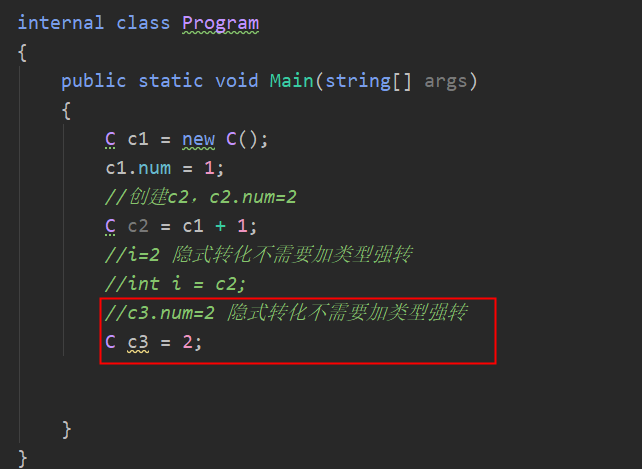 internal class Program
{
    public static void Main(string[] args)
    {
        C c1 = new C();
        c1.num = 1;
        //创建c2，c2.num=2
        C c2 = c1 + 1;
        //i=2 隐式转化不需要加类型强转
        //int i = c2;
        //c3.num=2 隐式转化不需要加类型强转
        C c3 = 2;
    }
}